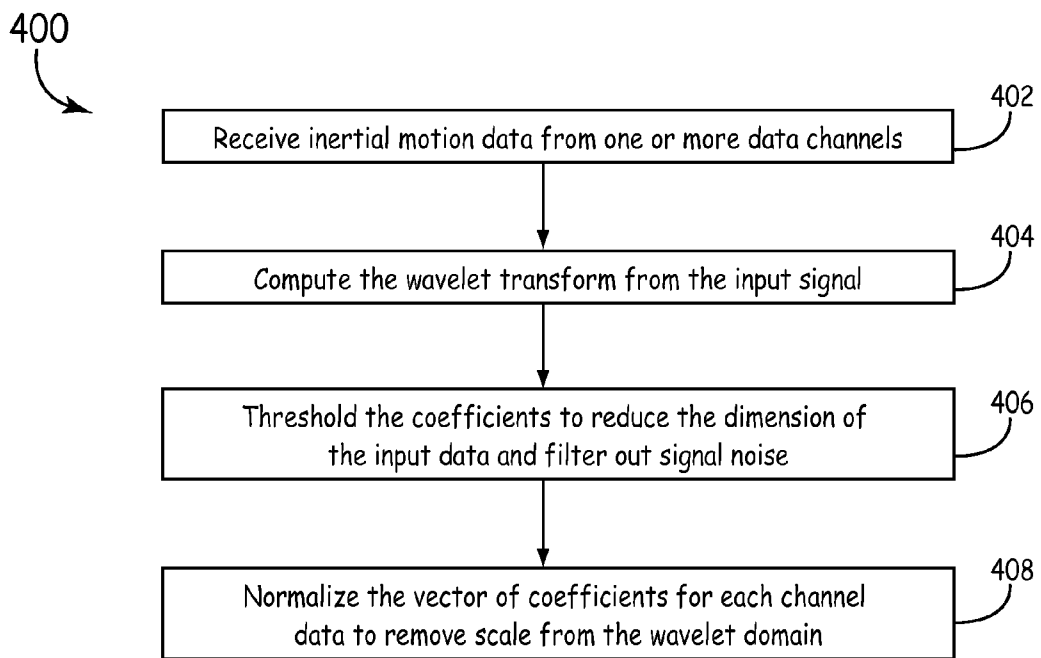 400
402
Receive inertial motion data from one or more data channels
404
Compute the wavelet transform from the input signal
406
Threshold the coefficients to reduce the dimension of
the input data and filter out signal noise
408
Normalize the vector of coefficients for each channel
data to remove scale from the wavelet domain